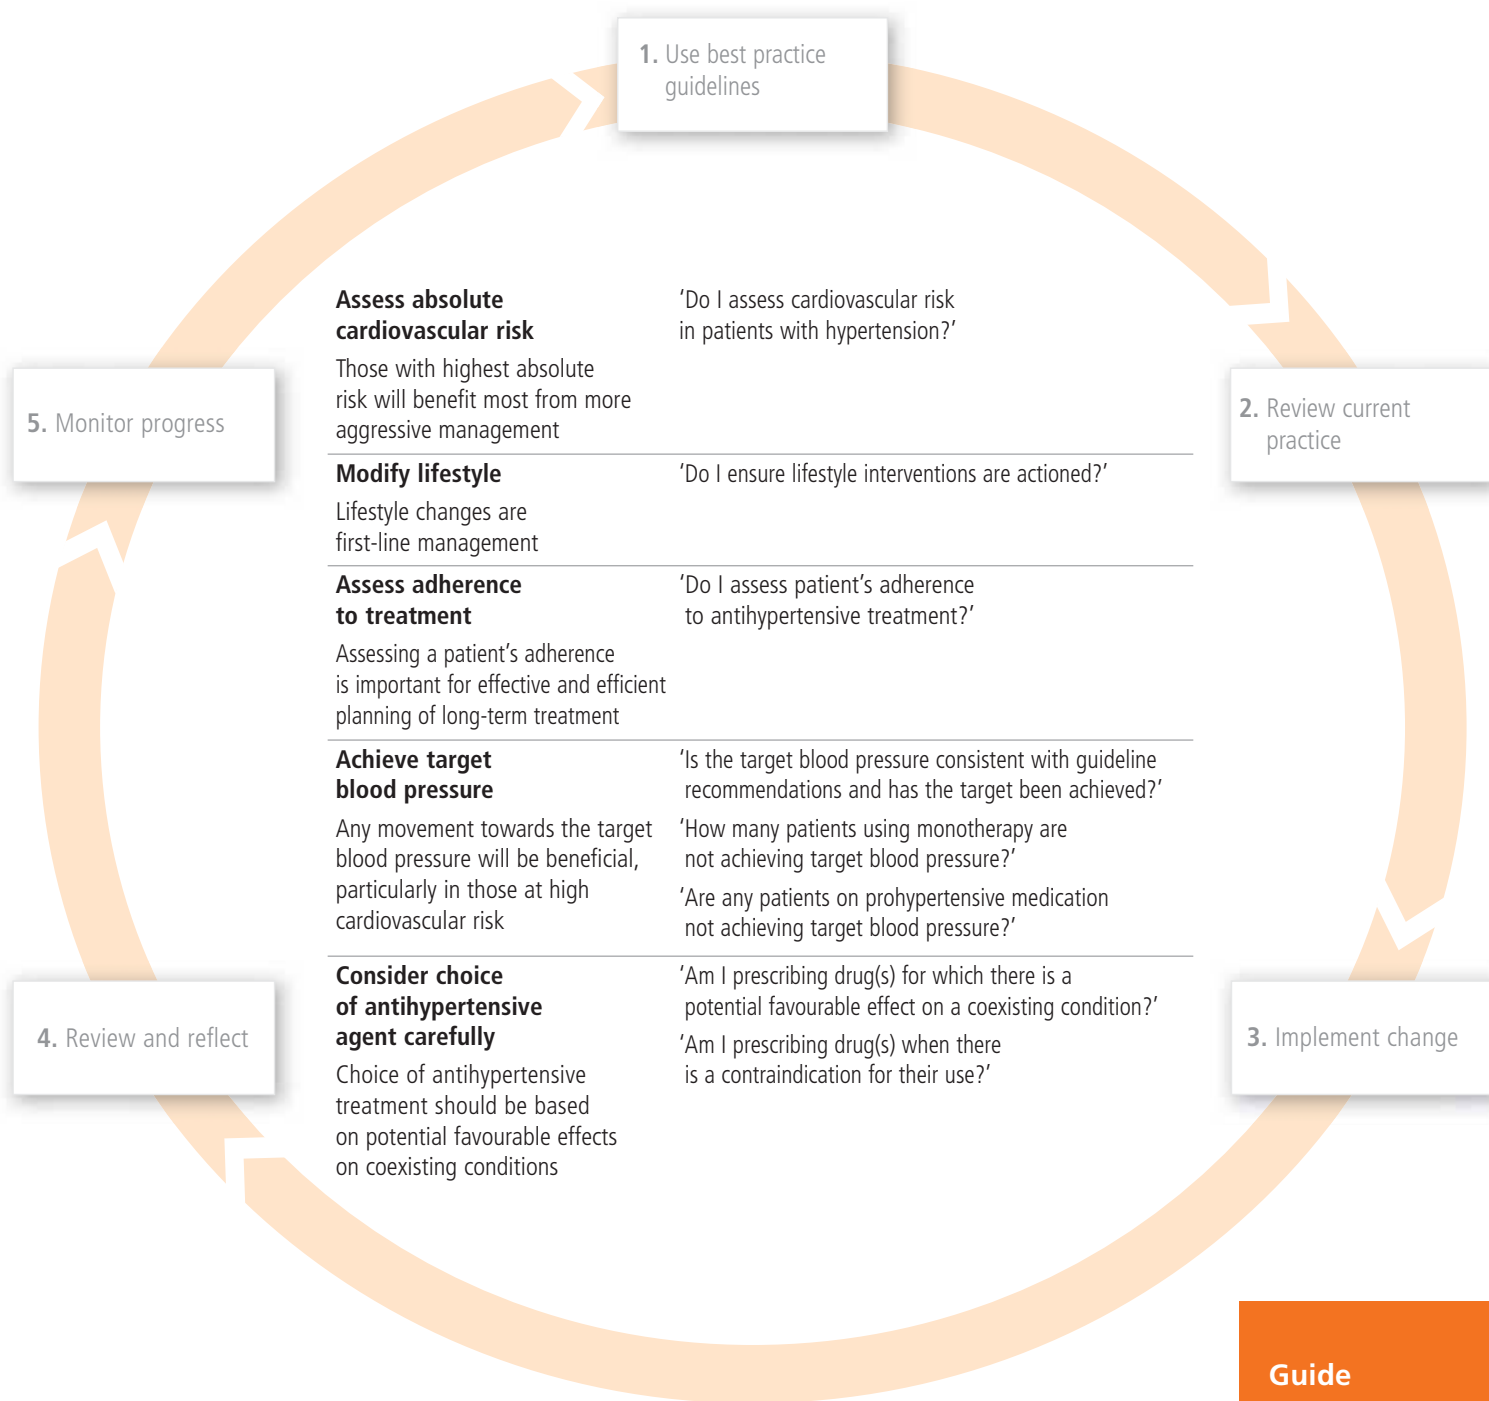 1. Use best practice
guidelines
Assess absolute
cardiovascular risk
'Do I assess cardiovascular risk
in patients with hypertension?'
Those with highest absolute
risk will benefit most from more
aggressive management
5. Monitor progress
2. Review current
practice
Modify lifestyle
'Do I ensure lifestyle interventions are actioned?'
Lifestyle changes are
first-line management
Assess adherence
to treatment
'Do I assess patient's adherence
to antihypertensive treatment?'
Assessing a patient's adherence
is important for effective and efficient
planning of long-term treatment
Achieve target
blood pressure
'Is the target blood pressure consistent with guideline
recommendations and has the target been achieved?'
Any movement towards the target
blood pressure will be beneficial,
particularly in those at high
cardiovascular risk
'How many patients using monotherapy are
not achieving target blood pressure?'
'Are any patients on prohypertensive medication
not achieving target blood pressure?'
Consider choice
of antihypertensive
agent carefully
'Am I prescribing drug(s) for which there is a
potential favourable effect on a coexisting condition?'
'Am I prescribing drug(s) when there
is a contraindication for their use?'
Choice of antihypertensive
treatment should be based
on potential favourable effects
on coexisting conditions
4. Review and reflect
3. Implement change
Guide